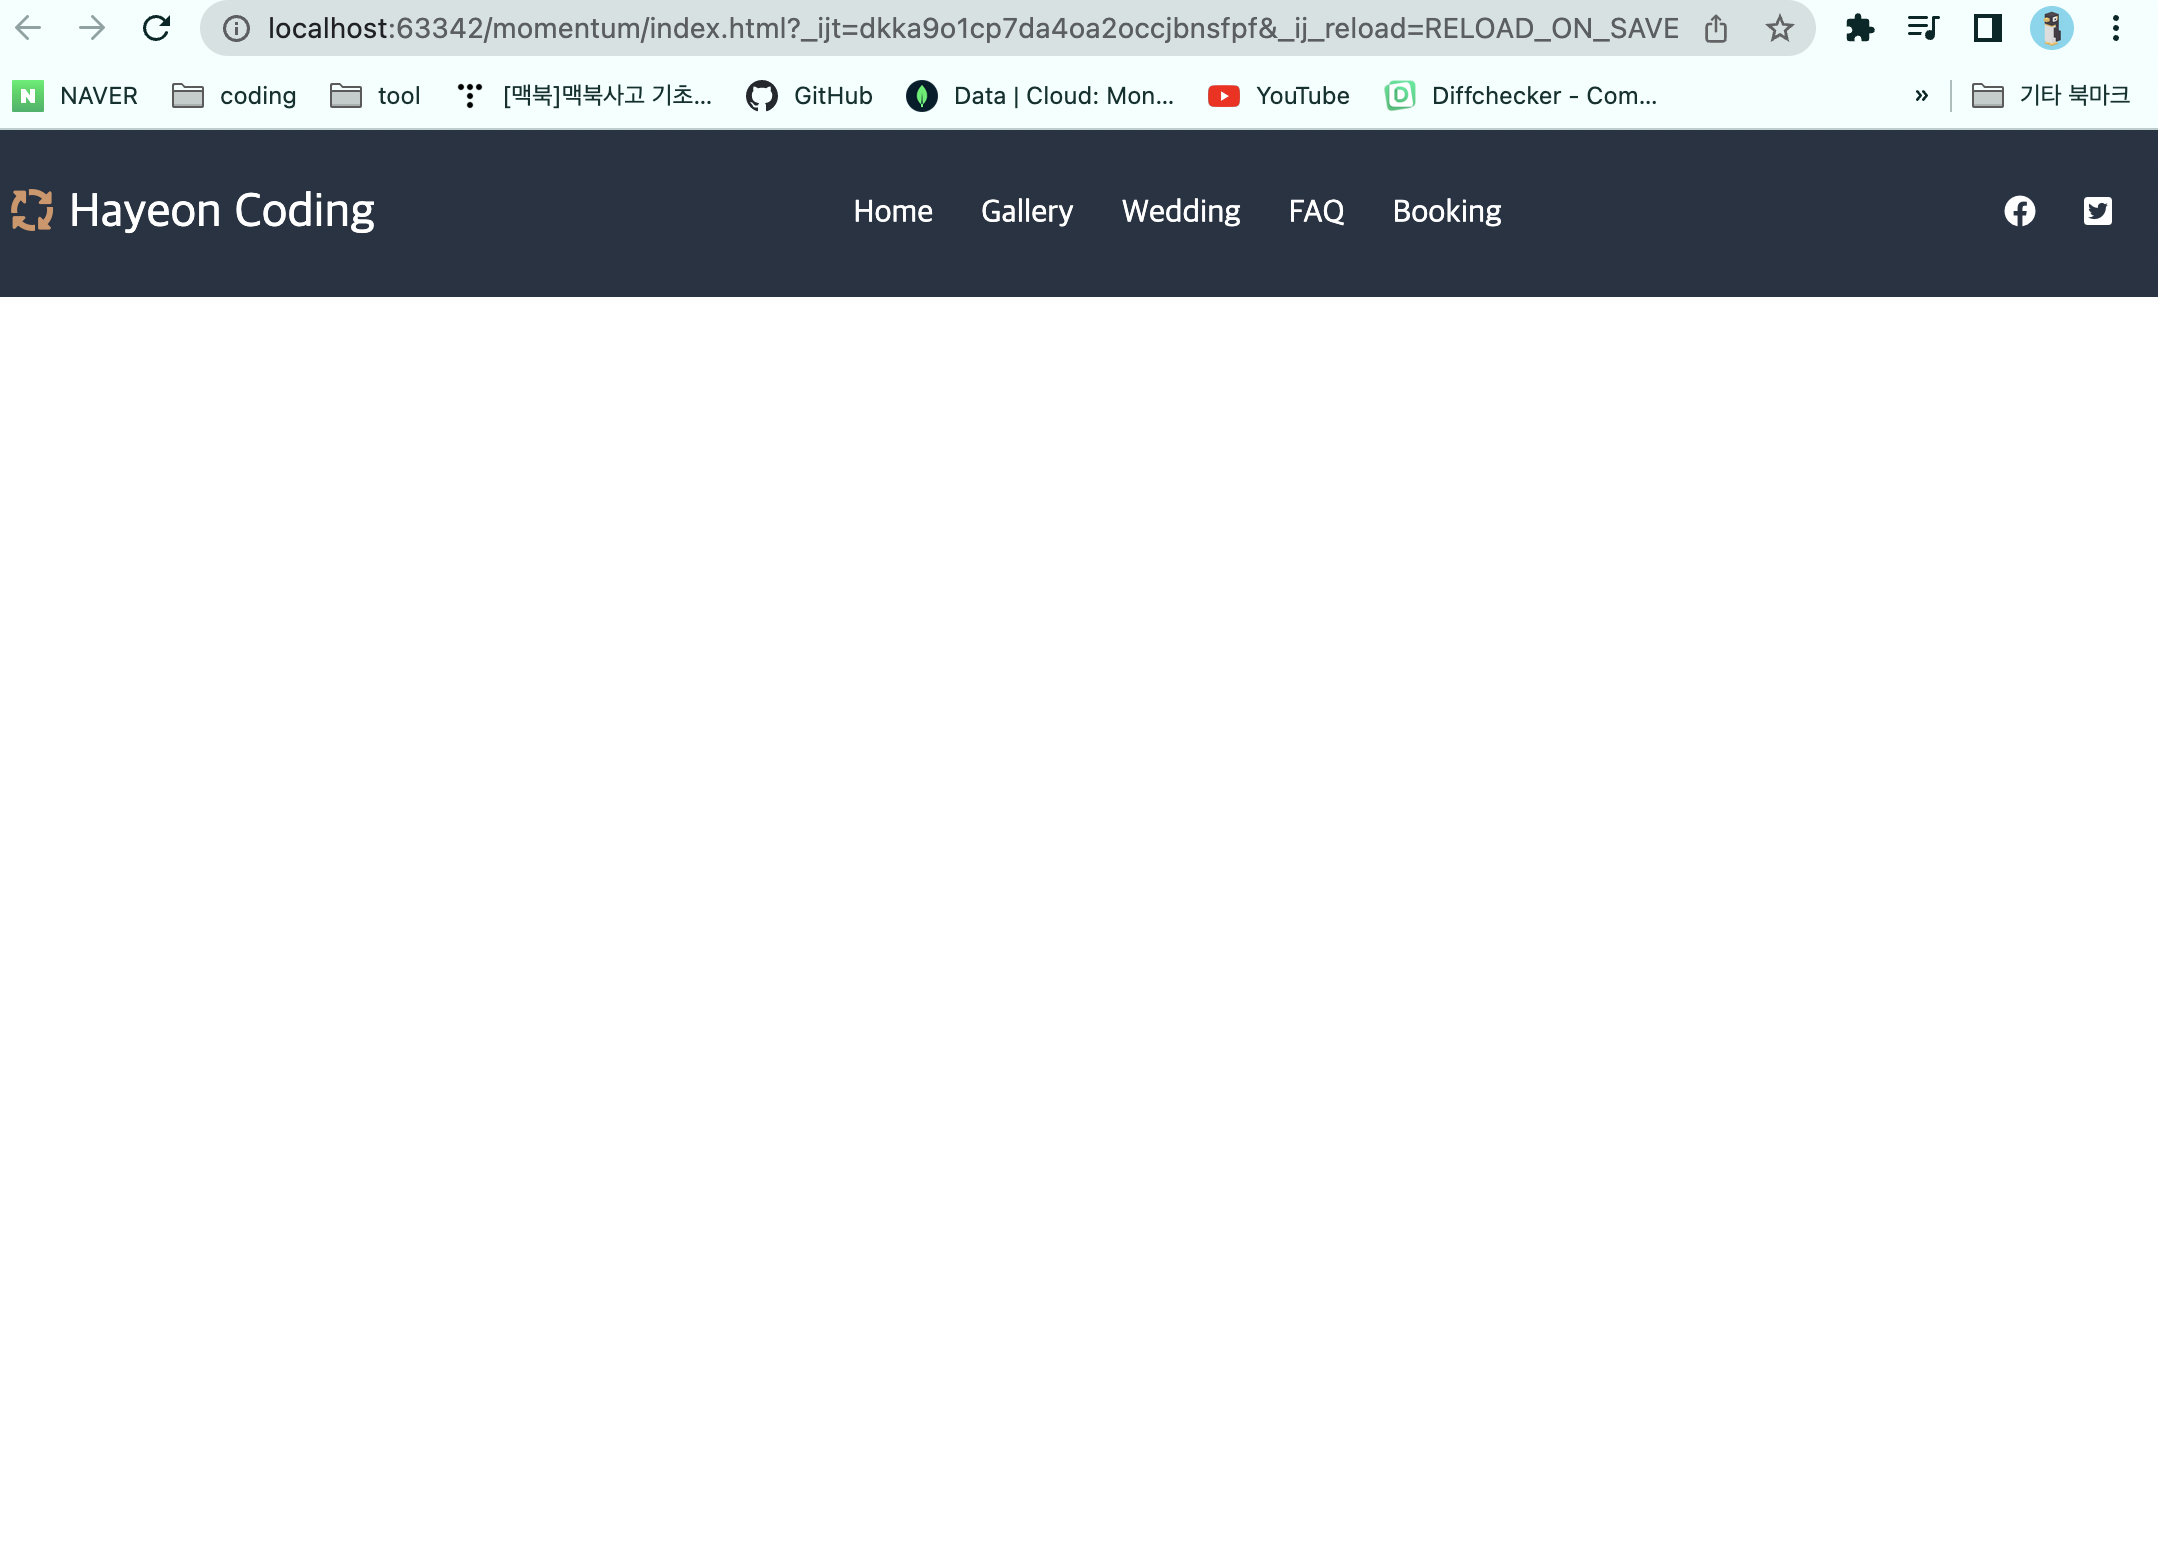 localhost:63342/momentum/index.html?_ijt=dkka9o1cp7da4oa2occjbnsfpf&_ij_reload=RELOAD_ON_SAVE
N NAVER coding tool [맥북]맥북사고 기초... GitHub Data | Cloud: Mon... YouTube D Diffchecker - Com... » 기타 북마크
Hayeon Coding Home Gallery Wedding FAQ Booking